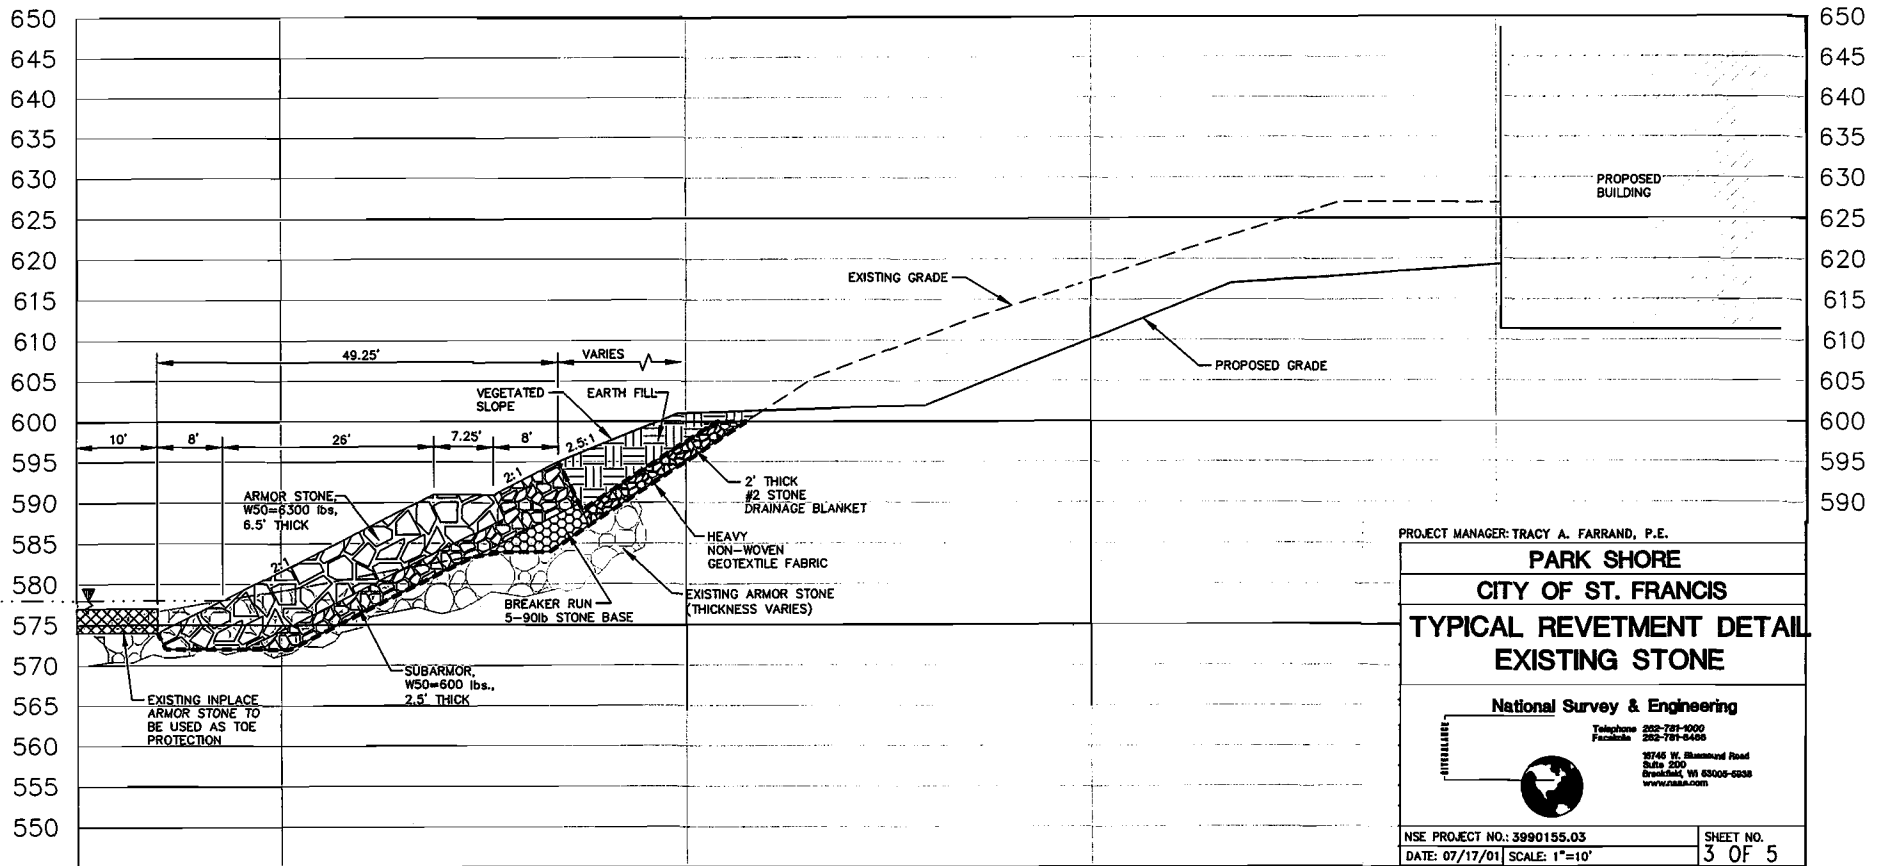 650
645
640
635
630
625
620
615
610
605
600
595
590
585
580
575
570
565
560
555
550
650
645
640
635
630
625
620
615
610
605
600
595
590
PROPOSED
BUILDING
EXISTING GRADE
PROPOSED GRADE
49.25'
VARIES
VEGETATED
SLOPE
EARTH FILL
10'
8'
26'
7.25'
8'
2.5:1
2:1
2:1
ARMOR STONE,
W50=6300 lbs,
6.5' THICK
2' THICK
#2 STONE
DRAINAGE BLANKET
HEAVY
NON-WOVEN
GEOTEXTILE FABRIC
EXISTING ARMOR STONE
(THICKNESS VARIES)
BREAKER RUN
5-90lb STONE BASE
SUBARMOR,
W50=600 lbs.,
2.5' THICK
EXISTING INPLACE
ARMOR STONE TO
BE USED AS TOE
PROTECTION
PROJECT MANAGER: TRACY A. FARRAND, P.E.
PARK SHORE
CITY OF ST. FRANCIS
TYPICAL REVETMENT DETAIL
EXISTING STONE
National Survey & Engineering
Telephone 262-781-1000
Facsimile
Suite 200
Brookfield, WI
NSE PROJECT NO.: 3990155.03
DATE: 07/17/01
SCALE: 1"=10'
SHEET NO.
3 OF 5